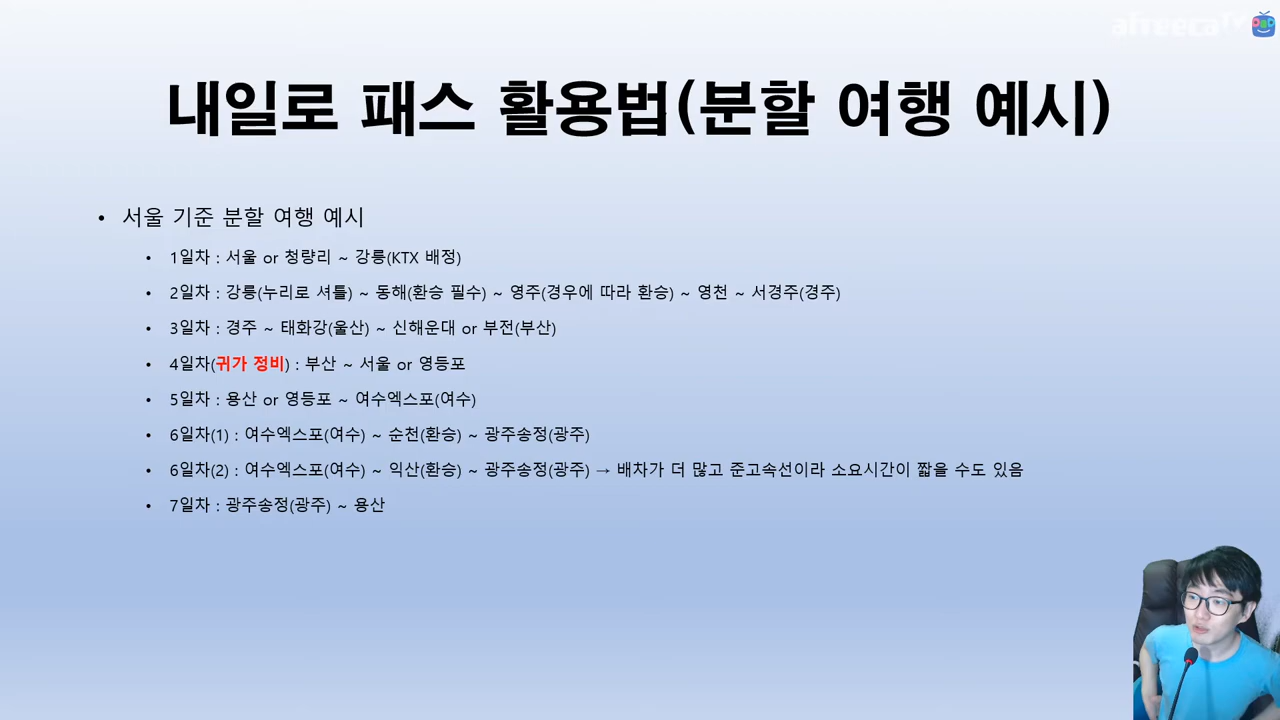 afreecaTV
내일로 패스 활용법(분할 여행 예시)
• 서울 기준 분할 여행 예시
• 1일차 : 서울 or 청량리 ~ 강릉(KTX 배정)
• 2일차 : 강릉(누리로 셔틀) ~ 동해(환승 필수) ~ 영주(경우에 따라 환승) ~ 영천 ~ 서경주(경주)
• 3일차 : 경주 ~ 태화강(울산) ~ 신해운대 or 부전(부산)
• 4일차(귀가 정비) : 부산 ~ 서울 or 영등포
• 5일차 : 용산 or 영등포 ~ 여수엑스포(여수)
• 6일차(1) : 여수엑스포(여수) ~ 순천(환승) ~ 광주송정(광주)
• 6일차(2) : 여수엑스포(여수) ~ 익산(환승) ~ 광주송정(광주) → 배차가 더 많고 준고속선이라 소요시간이 짧을 수도 있음
• 7일차 : 광주송정(광주) ~ 용산